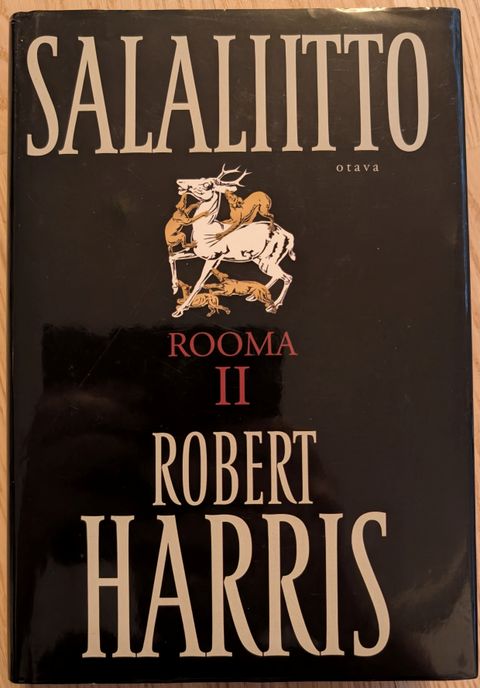 SALALIITTO
otava
ROOMA
II
ROBERT
HARRIS